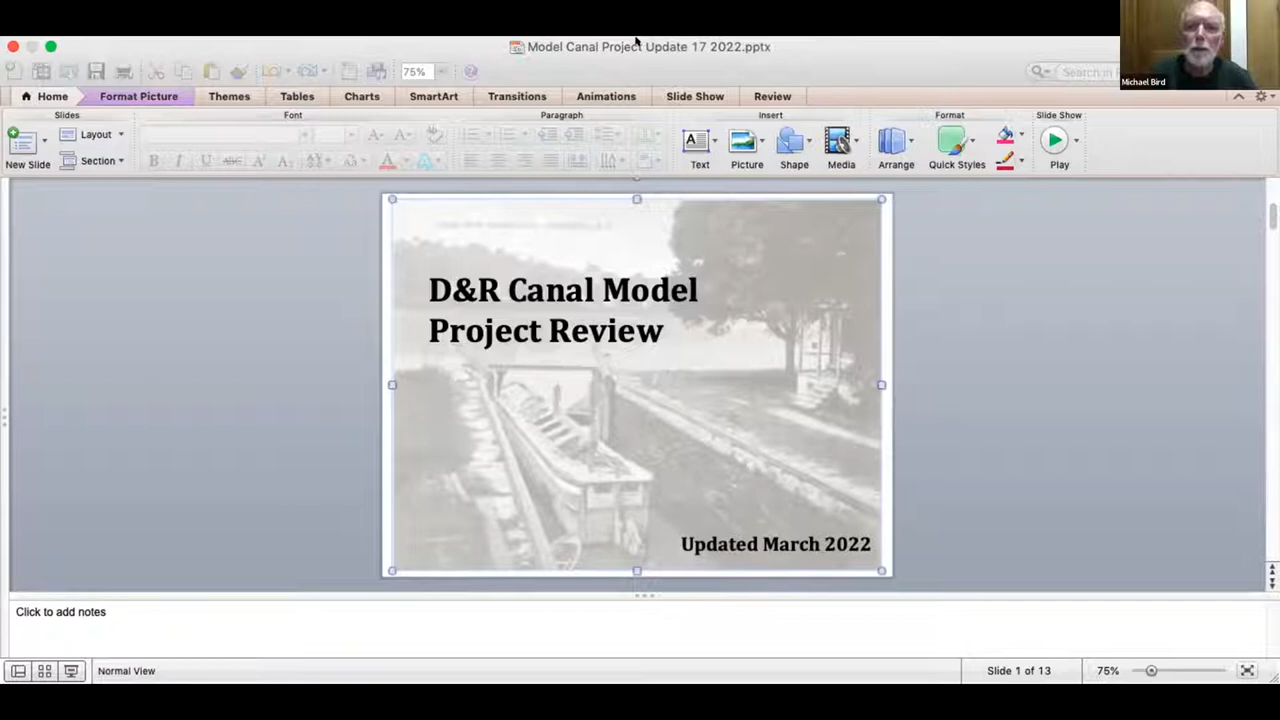 Model Canal Project Update 17 2022.pptx
Michael Bird
75%
Home
Format Picture
Themes
Tables
Charts
SmartArt
Transitions
Animations
Slide Show
Review
Slides
Font
Paragraph
Insert
Format
Slide Show
New Slide
Layout
Section
B I U ABC
Text
Picture
Shape
Media
Arrange
Quick Styles
Play
D&R Canal Model
Project Review
Updated March 2022
Click to add notes
Normal View
Slide 1 of 13
75%